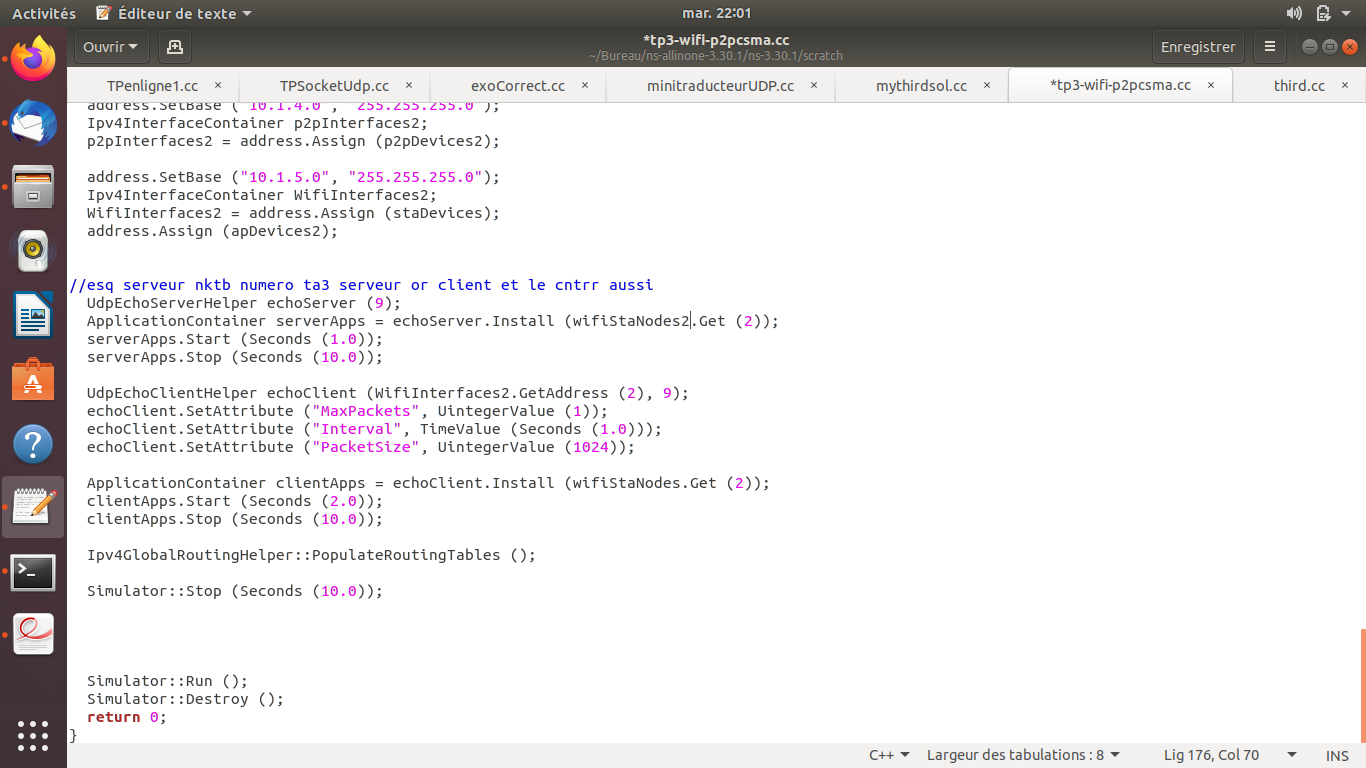 Activités Éditeur de texte mar. 22:01
Ouvrir *tp3-wifi-p2pcsma.cc Enregistrer
~/Bureau/ns-allinone-3.30.1/ns-3.30.1/scratch
TPenligne1.cc × TPSocketUdp.cc × exoCorrect.cc × minitraducteurUDP.cc × mythirdsol.cc × *tp3-wifi-p2pcsma.cc × third.cc ×
address.SetBase ("10.1.4.0", "255.255.255.0");
Ipv4InterfaceContainer p2pInterfaces2;
p2pInterfaces2 = address.Assign (p2pDevices2);
address.SetBase ("10.1.5.0", "255.255.255.0");
Ipv4InterfaceContainer WifiInterfaces2;
WifiInterfaces2 = address.Assign (staDevices);
address.Assign (apDevices2);
//esq serveur nktb numero ta3 serveur or client et le cntrr aussi
UdpEchoServerHelper echoServer (9);
ApplicationContainer serverApps = echoServer.Install (wifiStaNodes2.Get (2));
serverApps.Start (Seconds (1.0));
serverApps.Stop (Seconds (10.0));
UdpEchoClientHelper echoClient (WifiInterfaces2.GetAddress (2), 9);
echoClient.SetAttribute ("MaxPackets", UintegerValue (1));
echoClient.SetAttribute ("Interval", TimeValue (Seconds (1.0)));
echoClient.SetAttribute ("PacketSize", UintegerValue (1024));
ApplicationContainer clientApps = echoClient.Install (wifiStaNodes.Get (2));
clientApps.Start (Seconds (2.0));
clientApps.Stop (Seconds (10.0));
Ipv4GlobalRoutingHelper::PopulateRoutingTables ();
Simulator::Stop (Seconds (10.0));
Simulator::Run ();
Simulator::Destroy ();
return 0;
}
C++ Largeur des tabulations : 8 Lig 176, Col 70 INS